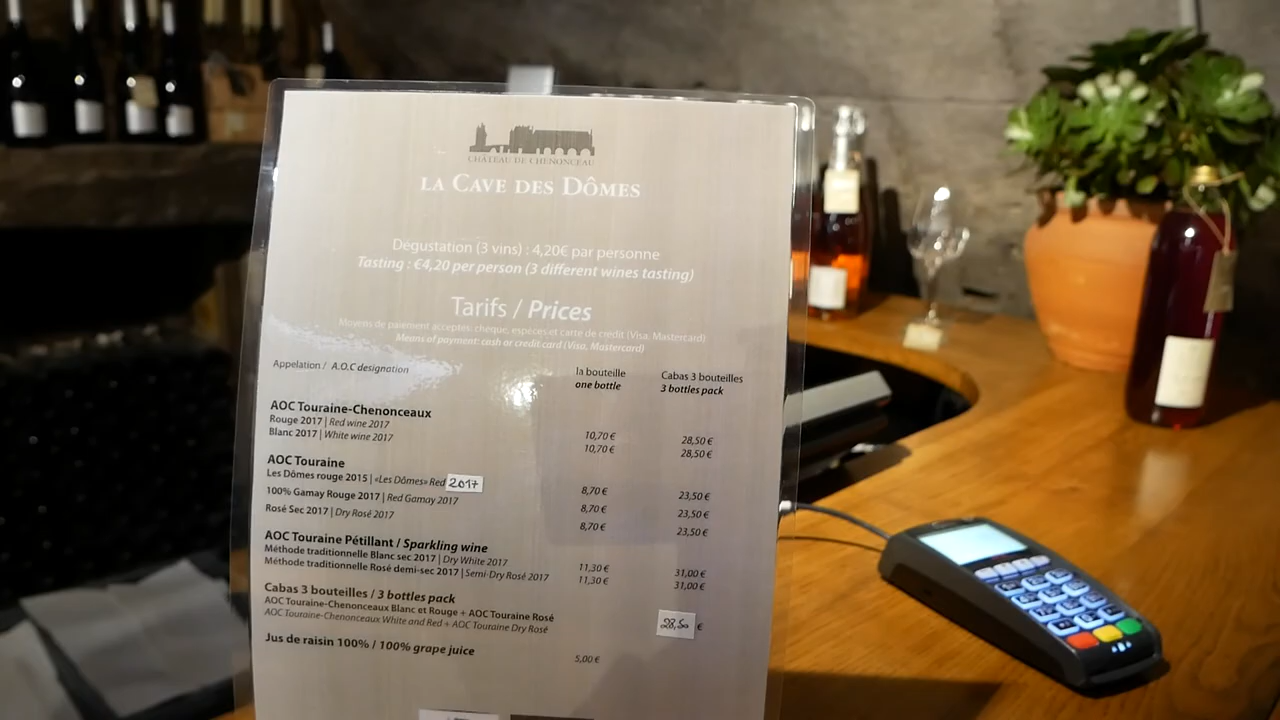 CHÂTEAU DE CHENONCEAU
LA CAVE DES DÔMES
Dégustation (3 vins) : 4,20€ par personne
Tasting : €4,20 per person (3 different wines tasting)
Tarifs / Prices
Moyens de paiement acceptés: chèque, espèces et carte de crédit (Visa, Mastercard)
Means of payment: cash or credit card (Visa, Mastercard)
Appelation / A.O.C designation la bouteille Cabas 3 bouteilles
one bottle 3 bottles pack
AOC Touraine-Chenonceaux
Rouge 2017 | Red wine 2017 10,70 € 28,50 €
Blanc 2017 | White wine 2017 10,70 € 28,50 €
AOC Touraine
Les Dômes rouge 2015 | «Les Dômes» Red 2017 8,70 € 23,50 €
100% Gamay Rouge 2017 | Red Gamay 2017 8,70 € 23,50 €
Rosé Sec 2017 | Dry Rosé 2017 8,70 € 23,50 €
AOC Touraine Pétillant / Sparkling wine
Méthode traditionnelle Blanc sec 2017 | Dry White 2017 11,30 € 31,00 €
Méthode traditionnelle Rosé demi-sec 2017 | Semi-Dry Rosé 2017 11,30 € 31,00 €
Cabas 3 bouteilles / 3 bottles pack
AOC Touraine-Chenonceaux Blanc et Rouge + AOC Touraine Rosé 28,50 €
AOC Touraine-Chenonceaux White and Red + AOC Touraine Dry Rosé
Jus de raisin 100% / 100% grape juice 5,00 €